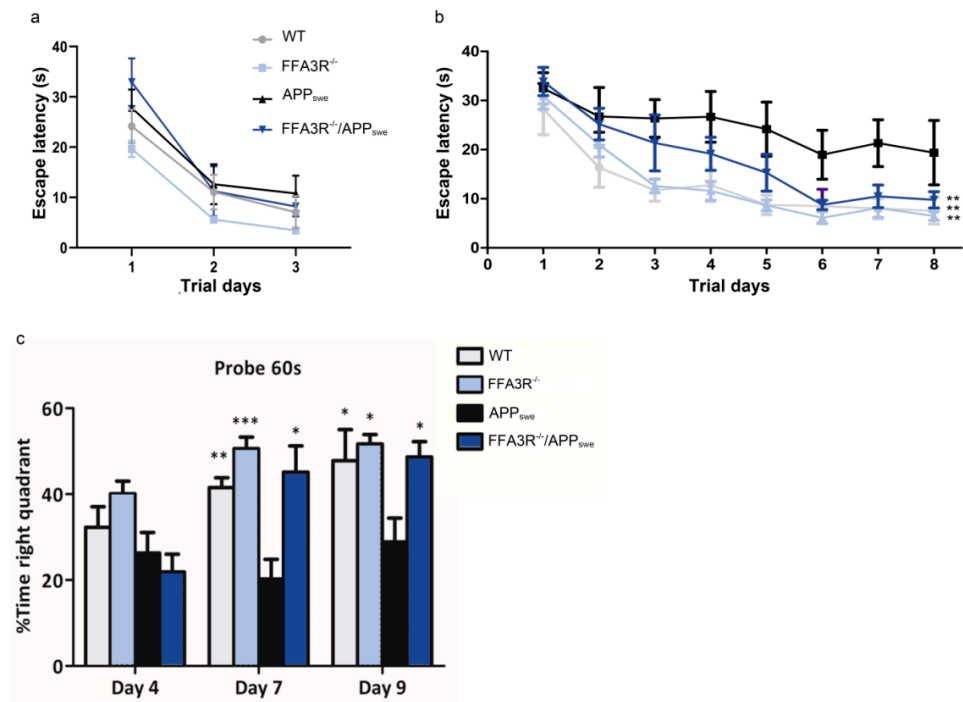 a
WT
FFA3R-/-
APPswe
FFA3R-/-/APPswe
Escape latency (s)
40
30
20
10
0
1 2 3
Trial days
b
Escape latency (s)
40
30
20
10
0
0 1 2 3 4 5 6 7 8
**
**
**
Trial days
c
Probe 60s
WT
FFA3R-/-
APPswe
FFA3R-/-/APPswe
%Time right quadrant
60
40
20
0
** *** *
* * *
Day 4 Day 7 Day 9